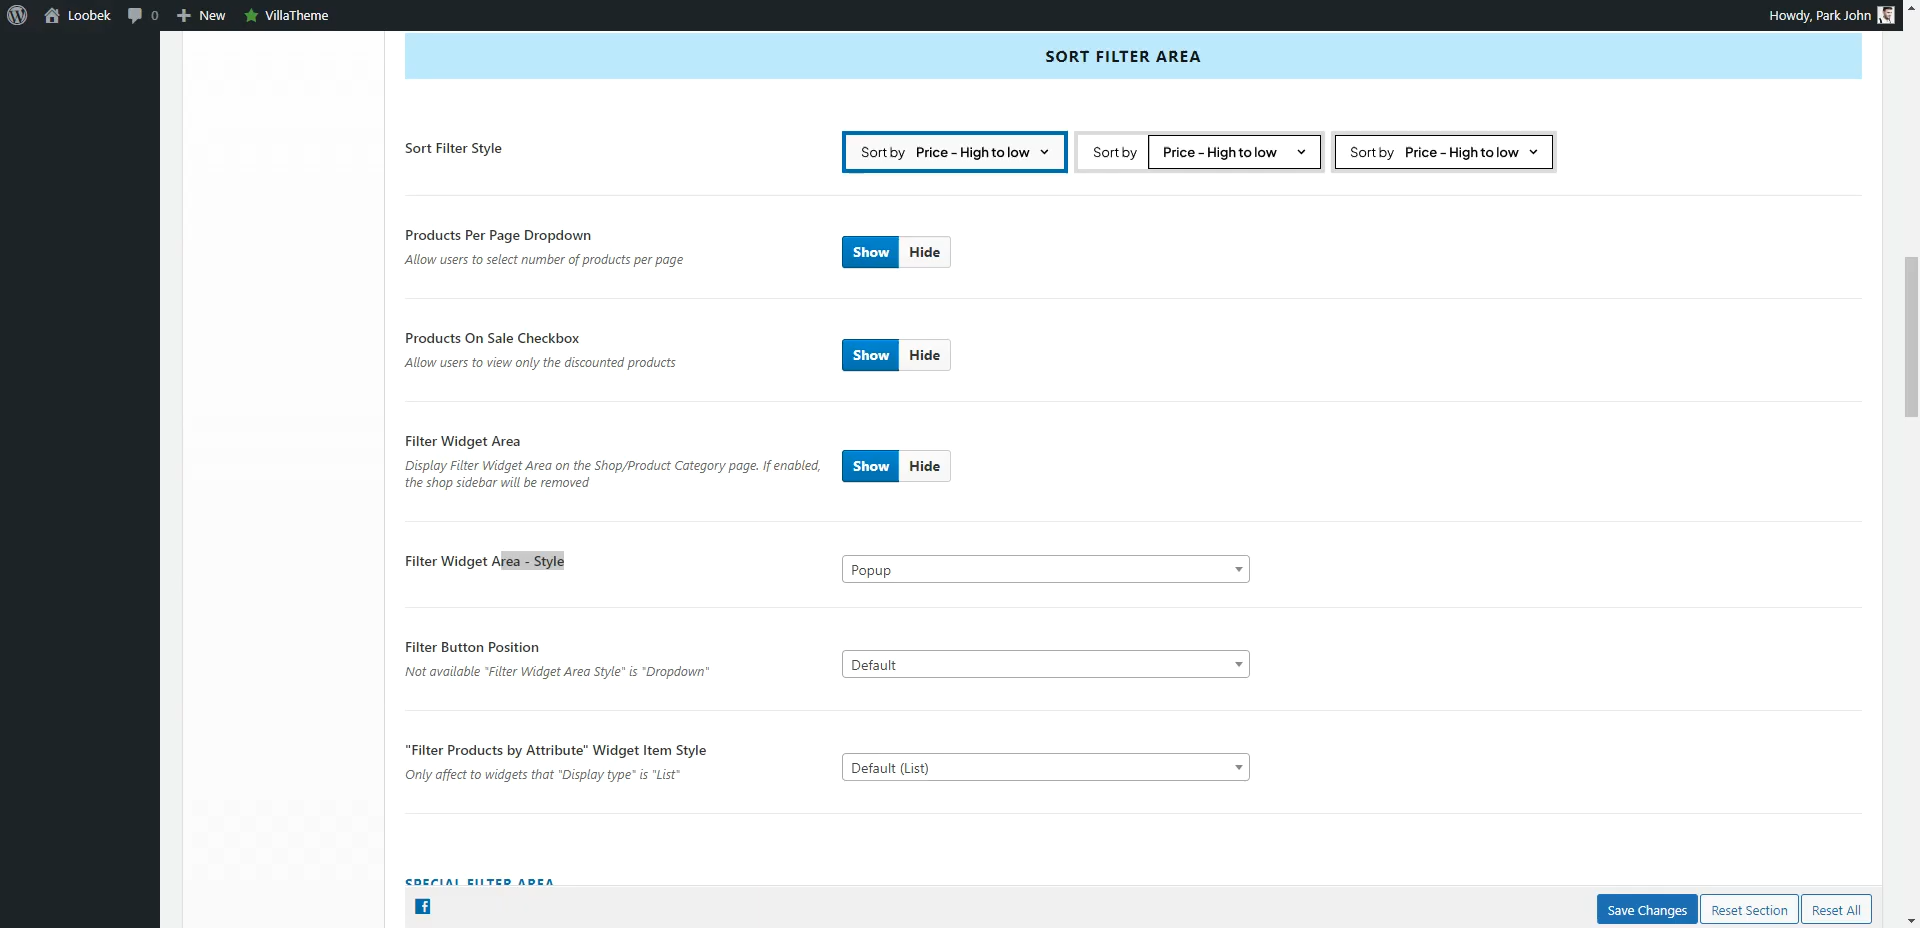 Loobek 0 New VillaTheme Howdy, Park John
SORT FILTER AREA
Sort Filter Style
Sort by Price – High to low
Sort by Price – High to low
Sort by Price – High to low
Products Per Page Dropdown
Allow users to select number of products per page
Show Hide
Products On Sale Checkbox
Allow users to view only the discounted products
Show Hide
Filter Widget Area
Display Filter Widget Area on the Shop/Product Category page. If enabled,
the shop sidebar will be removed
Show Hide
Filter Widget Area - Style
Popup
Filter Button Position
Not available "Filter Widget Area Style" is "Dropdown"
Default
"Filter Products by Attribute" Widget Item Style
Only affect to widgets that "Display type" is "List"
Default (List)
SPECIAL FILTER AREA
Save Changes Reset Section Reset All